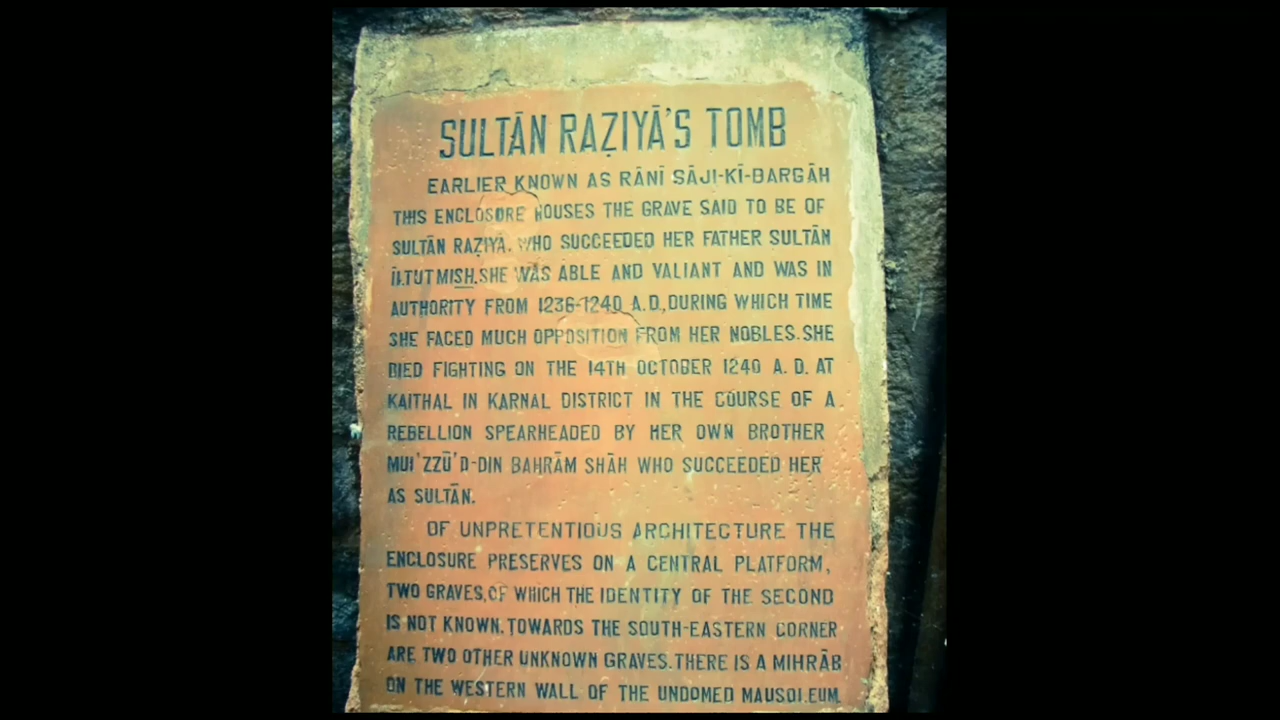 SULTĀN RAẒIYĀ'S TOMB
EARLIER KNOWN AS RĀNĪ SĀJI-KĪ-BARGĀH
THIS ENCLOSURE HOUSES THE GRAVE SAID TO BE OF
SULTĀN RAẒIYĀ. WHO SUCCEEDED HER FATHER SULTĀN
ĪLTUTMISH. SHE WAS ABLE AND VALIANT AND WAS IN
AUTHORITY FROM 1236-1240 A.D., DURING WHICH TIME
SHE FACED MUCH OPPOSITION FROM HER NOBLES. SHE
DIED FIGHTING ON THE 14TH OCTOBER 1240 A. D. AT
KAITHAL IN KARNAL DISTRICT IN THE COURSE OF A
REBELLION SPEARHEADED BY HER OWN BROTHER
MUI'ZZŪ'D-DIN BAHRĀM SHĀH WHO SUCCEEDED HER
AS SULTĀN.
OF UNPRETENTIOUS ARCHITECTURE THE
ENCLOSURE PRESERVES ON A CENTRAL PLATFORM,
TWO GRAVES, OF WHICH THE IDENTITY OF THE SECOND
IS NOT KNOWN. TOWARDS THE SOUTH-EASTERN CORNER
ARE TWO OTHER UNKNOWN GRAVES. THERE IS A MIHRĀB
ON THE WESTERN WALL OF THE UNDOMED MAUSOLEUM.